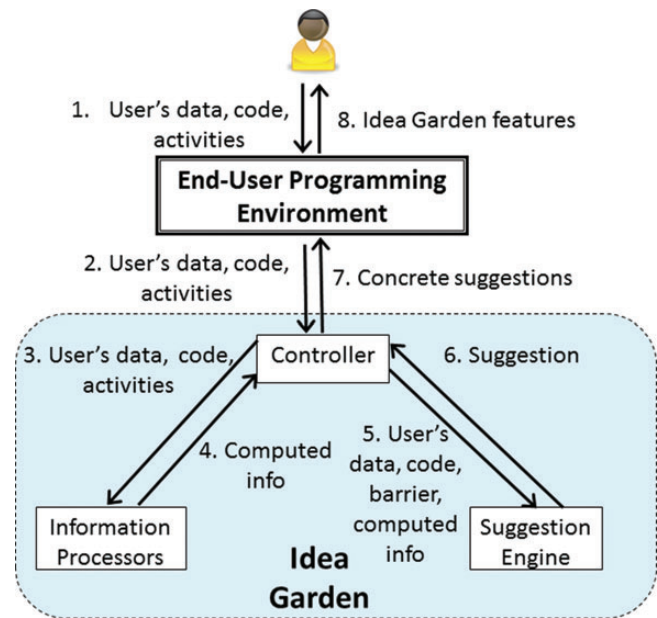 1. User's data, code,
activities
8. Idea Garden features
End-User Programming
Environment
2. User's data, code,
activities
7. Concrete suggestions
3. User's data, code,
activities
Controller
6. Suggestion
4. Computed
info
5. User's
data, code,
barrier,
computed
info
Information
Processors
Suggestion
Engine
Idea
Garden